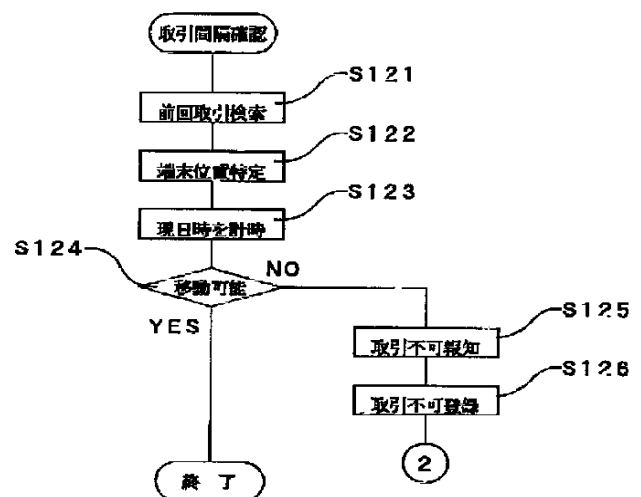 取引間隔確認
S121
前回取引検索
S122
端末位置特定
S123
現日時を計時
S124
移動可能
NO
YES
S125
取引不可報知
S126
取引不可登録
2
終了